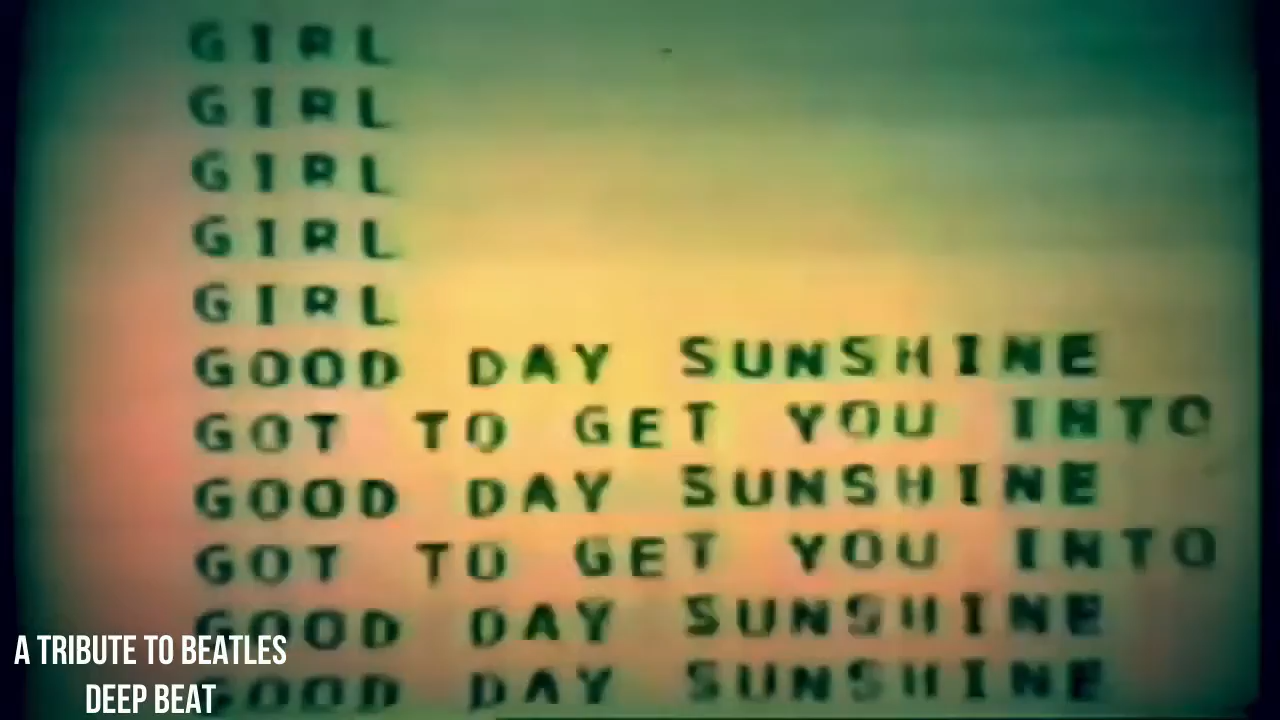 GIRL
GIRL
GIRL
GIRL
GIRL
GOOD DAY SUNSHINE
GOT TO GET YOU INTO
GOOD DAY SUNSHINE
GOT TO GET YOU INTO
GOOD DAY SUNSHINE
GOOD DAY SUNSHINE
A TRIBUTE TO BEATLES
DEEP BEAT